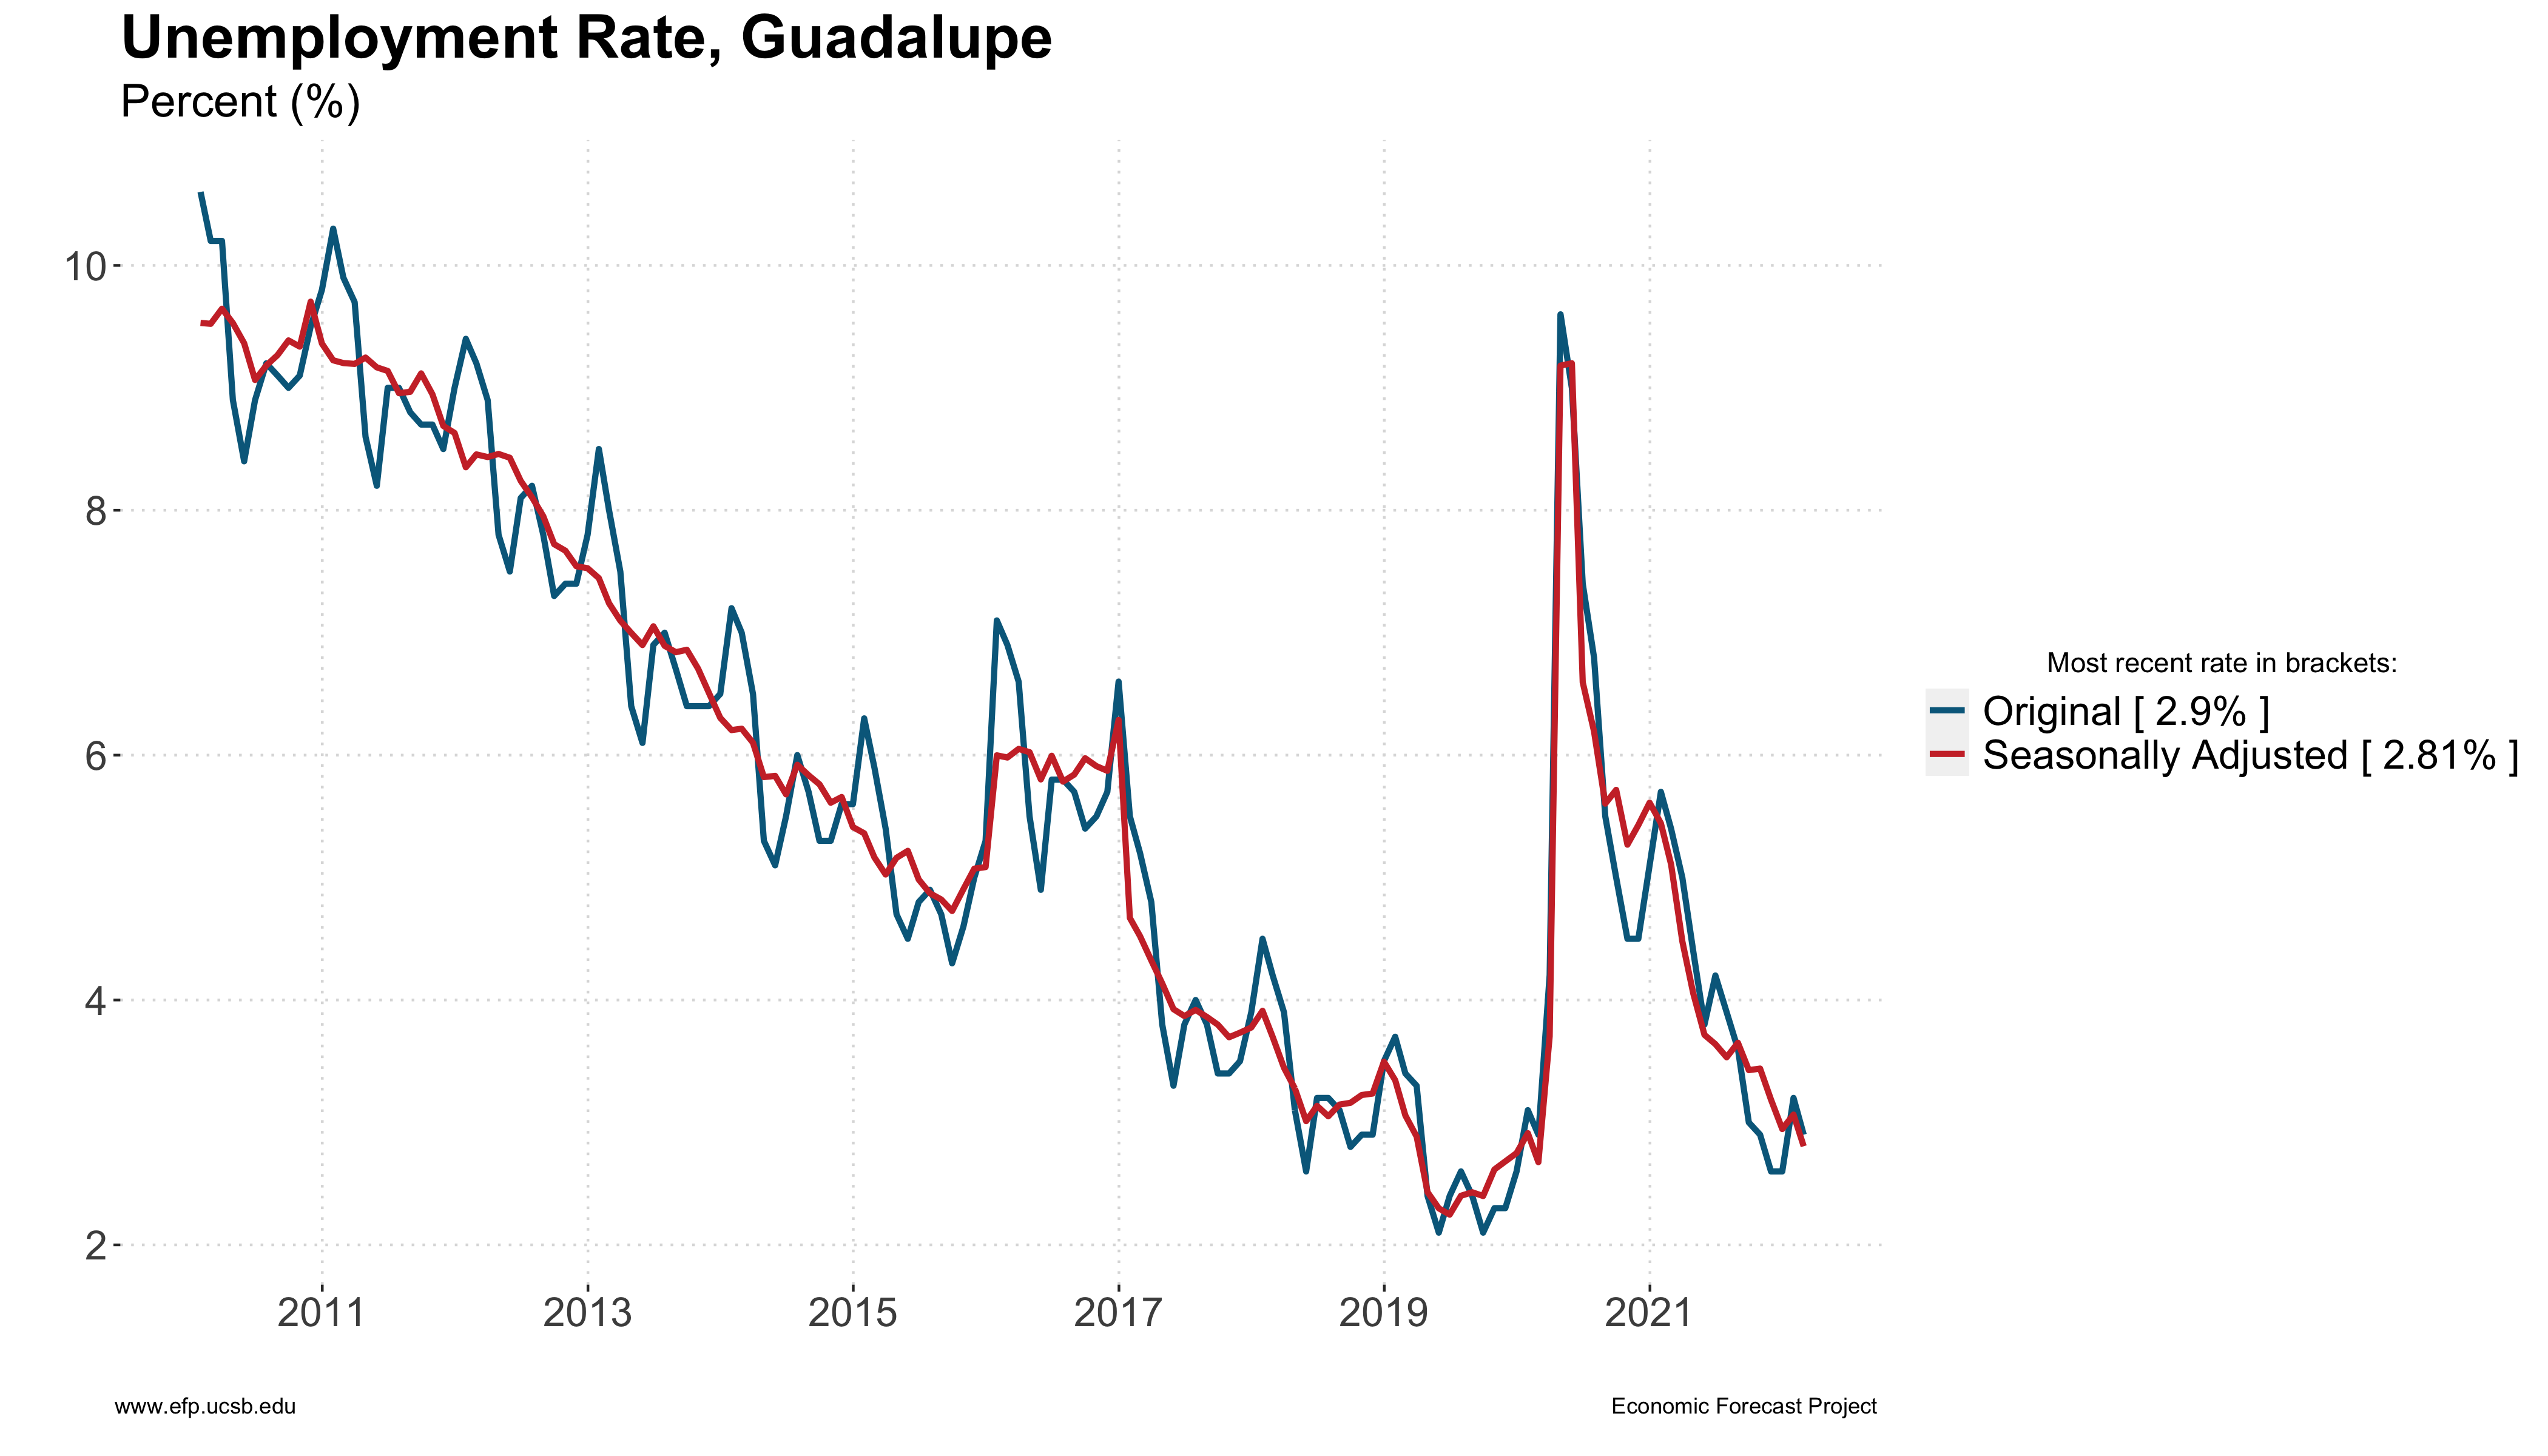 Unemployment Rate, Guadalupe
Percent (%)
10
8
6
4
2
2011 2013 2015 2017 2019 2021
Most recent rate in brackets:
Original [ 2.9% ]
Seasonally Adjusted [ 2.81% ]
www.efp.ucsb.edu
Economic Forecast Project